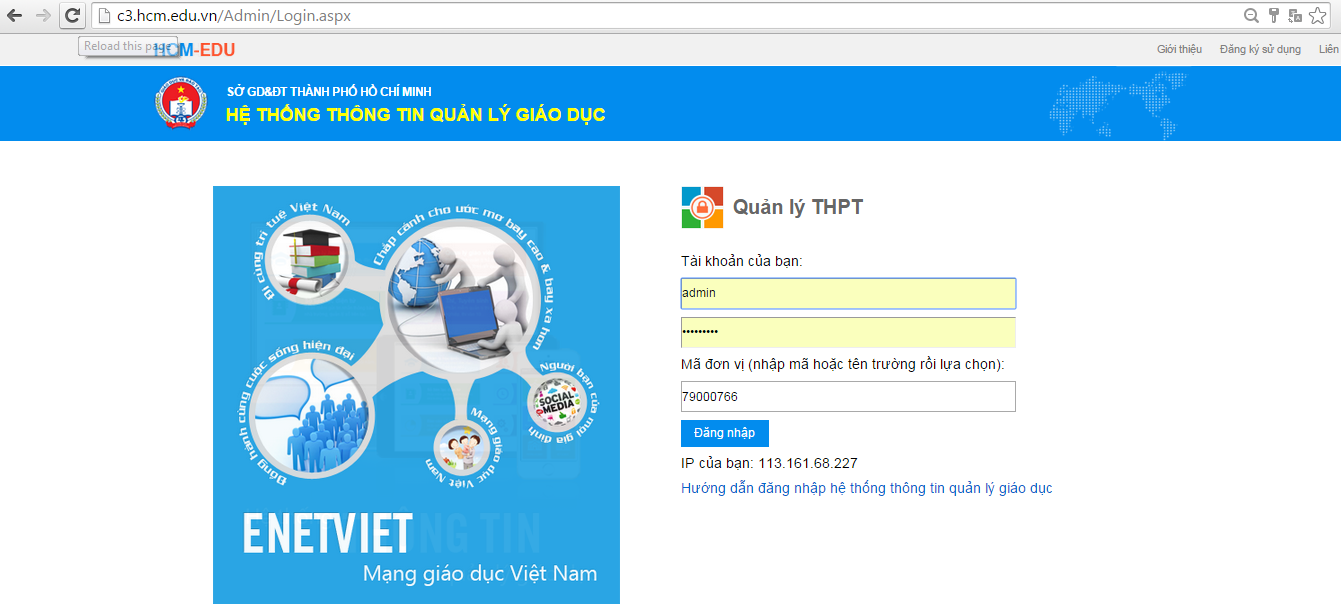 c3.hcm.edu.vn/Admin/Login.aspx
Reload this page
HCM-EDU
Giới thiệu
Đăng ký sử dụng
Liên
SỞ GD&ĐT THÀNH PHỐ HỒ CHÍ MINH
HỆ THỐNG THÔNG TIN QUẢN LÝ GIÁO DỤC
Đi cùng trí tuệ Việt Nam
Chắp cánh cho ước mơ bay cao & bay xa hơn
Đồng hành cùng cuộc sống hiện đại
Người bạn của mọi gia đình
SOCIAL
MEDIA
Mạng giáo dục Việt Nam
ENETVIET
Mạng giáo dục Việt Nam
Quản lý THPT
Tài khoản của bạn:
admin
•••••••••
Mã đơn vị (nhập mã hoặc tên trường rồi lựa chọn):
79000766
Đăng nhập
IP của bạn: 113.161.68.227
Hướng dẫn đăng nhập hệ thống thông tin quản lý giáo dục